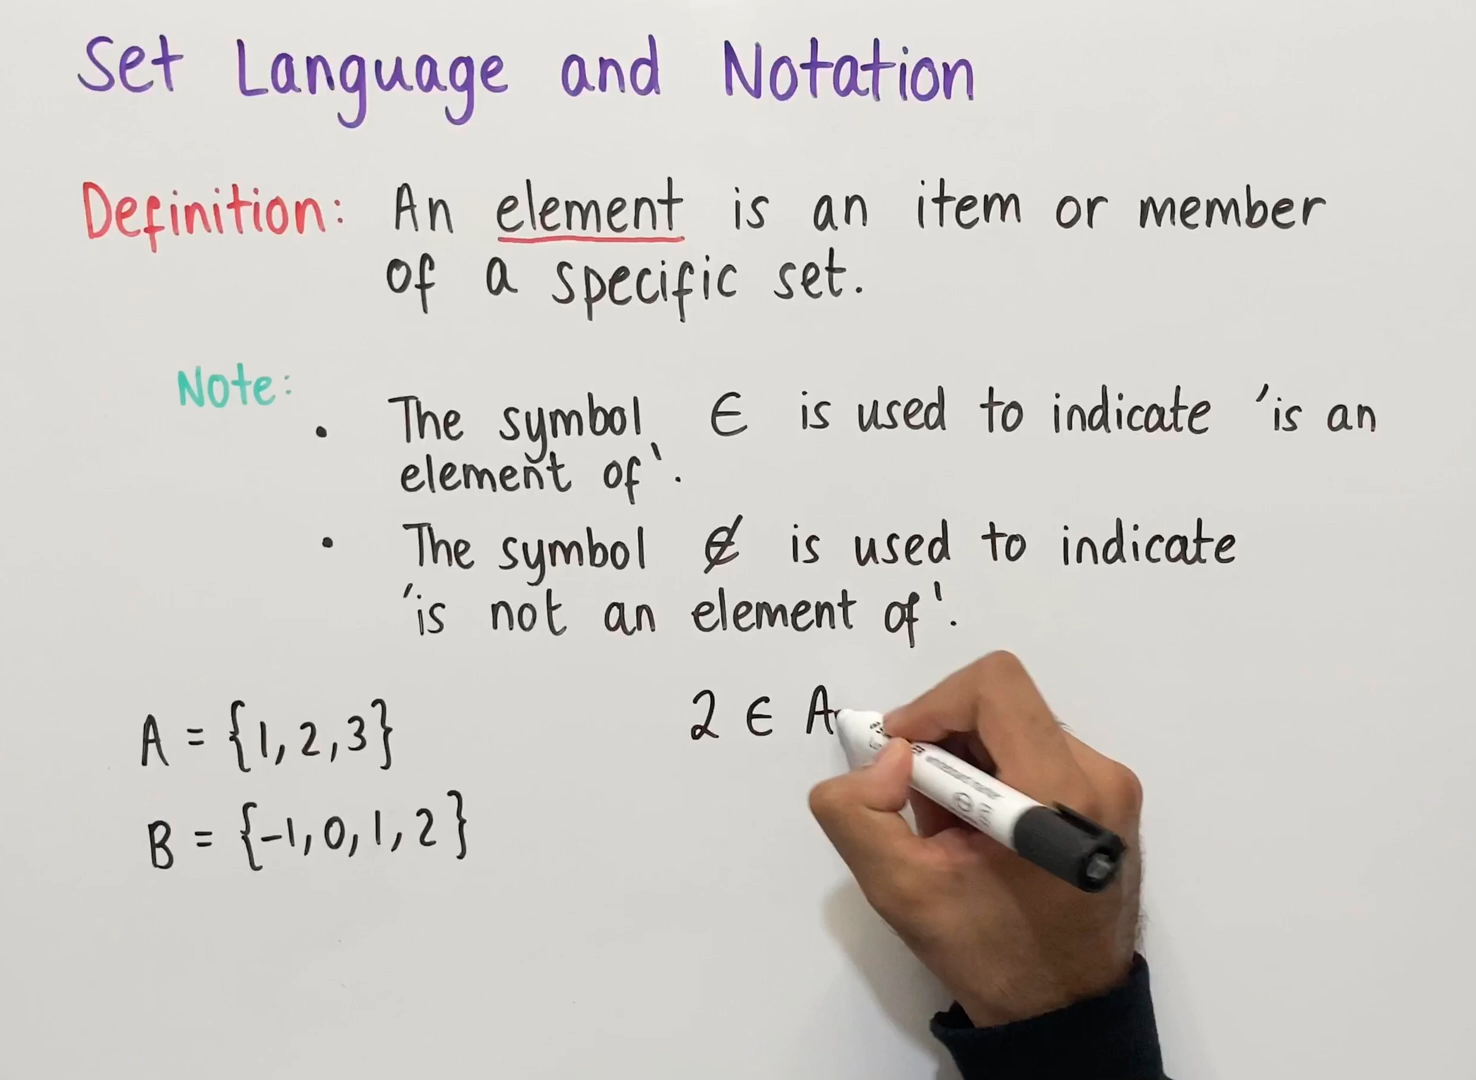 Set Language and Notation
Definition: An element is an item or member
of a specific set.
Note:
• The symbol ∈ is used to indicate 'is an
element of'.
• The symbol ∉ is used to indicate
'is not an element of'.
A = {1, 2, 3}
2 ∈ A
B = {-1, 0, 1, 2}